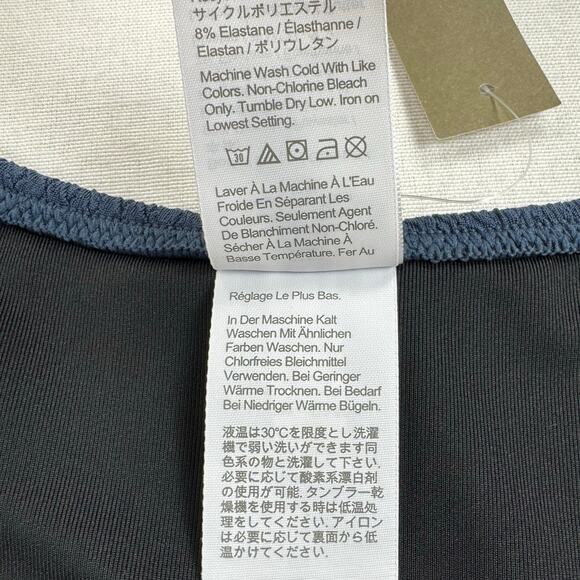 サイクルポリエステル
8% Elastane / Élasthanne /
Elastan / ポリウレタン
Machine Wash Cold With Like
Colors. Non-Chlorine Bleach
Only. Tumble Dry Low. Iron on
Lowest Setting.
30
Laver À La Machine À L'Eau
Froide En Séparant Les
Couleurs. Seulement Agent
De Blanchiment Non-Chloré.
Sécher À La Machine À
Basse Température. Fer Au
Réglage Le Plus Bas.
In Der Maschine Kalt
Waschen Mit Ähnlichen
Farben Waschen. Nur
Chlorfreies Bleichmittel
Verwenden. Bei Geringer
Wärme Trocknen. Bei Bedarf
Bei Niedriger Wärme Bügeln.
液温は30℃を限度とし洗濯
機で弱い洗いができます同
色系の物と洗濯して下さい.
必要に応じて酸素系漂白剤
の使用が可能. タンブラー乾
燥機を使用する時は低温処
理をしてください. アイロン
は必要に応じて裏面から低
温かけてください.